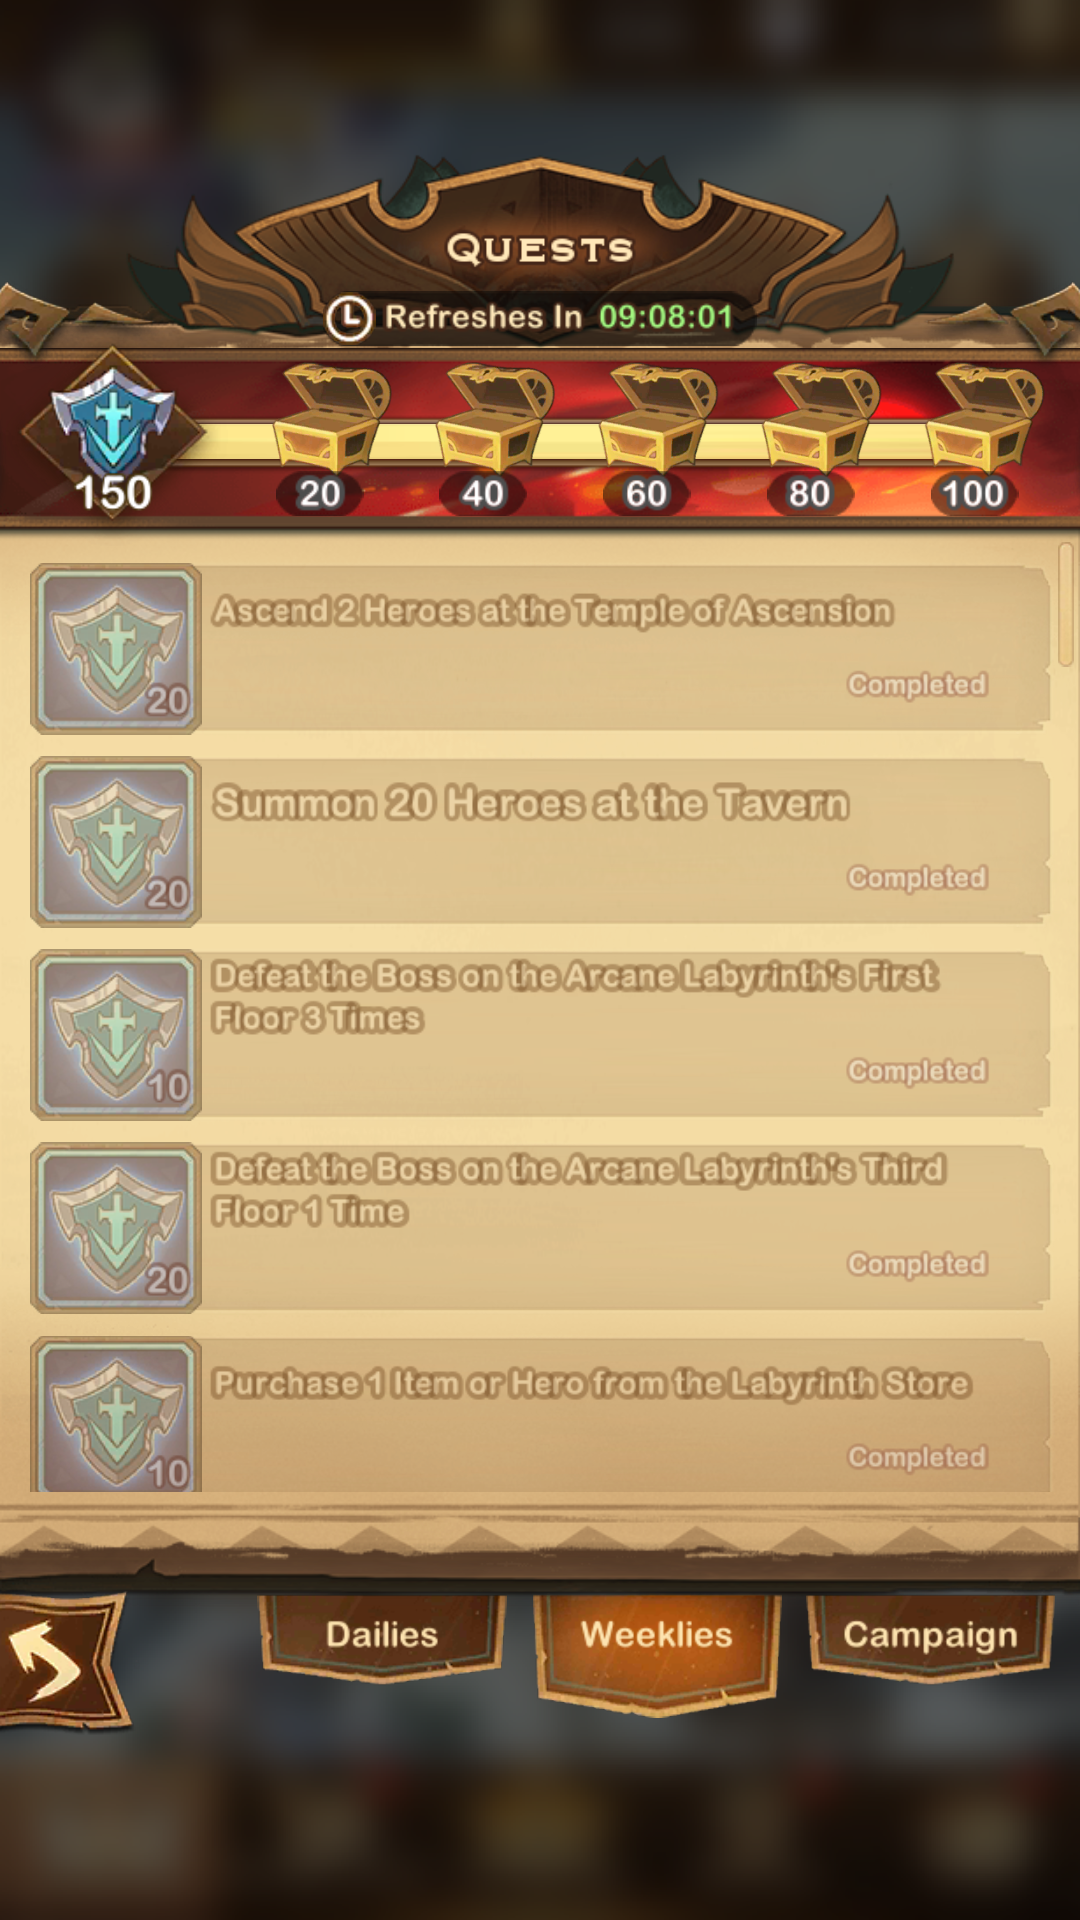 Quests
Refreshes In 09:08:01
150
20
40
60
80
100
Ascend 2 Heroes at the Temple of Ascension
20
Completed
Summon 20 Heroes at the Tavern
20
Completed
Defeat the Boss on the Arcane Labyrinth's First
Floor 3 Times
10
Completed
Defeat the Boss on the Arcane Labyrinth's Third
Floor 1 Time
20
Completed
Purchase 1 Item or Hero from the Labyrinth Store
10
Completed
Dailies
Weeklies
Campaign